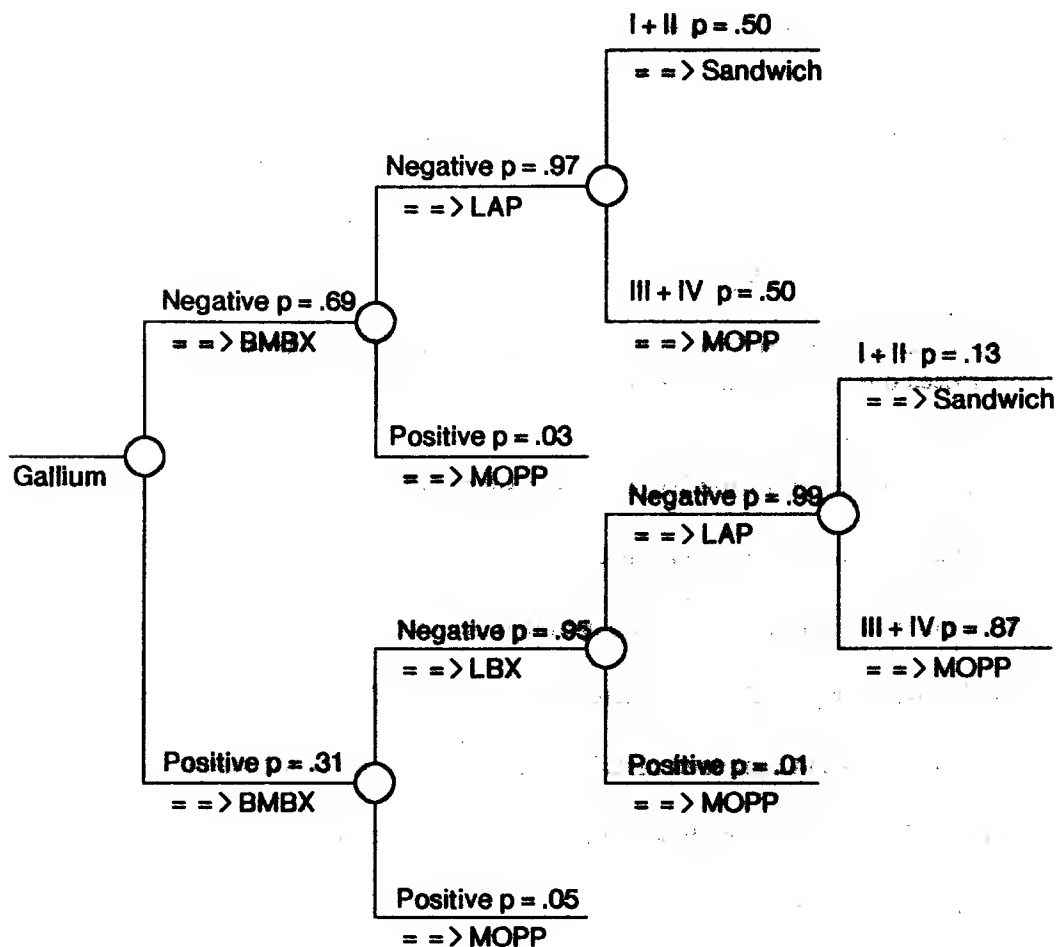 I + II p = .50
= = > Sandwich
Negative p = .97
= = > LAP
III + IV p = .50
= = > MOPP
Negative p = .69
= = > BMBX
I + II p = .13
= = > Sandwich
Positive p = .03
= = > MOPP
Gallium
Negative p = .99
= = > LAP
Negative p = .95
= = > LBX
III + IV p = .87
= = > MOPP
Positive p = .31
= = > BMBX
Positive p = .01
= = > MOPP
Positive p = .05
= = > MOPP